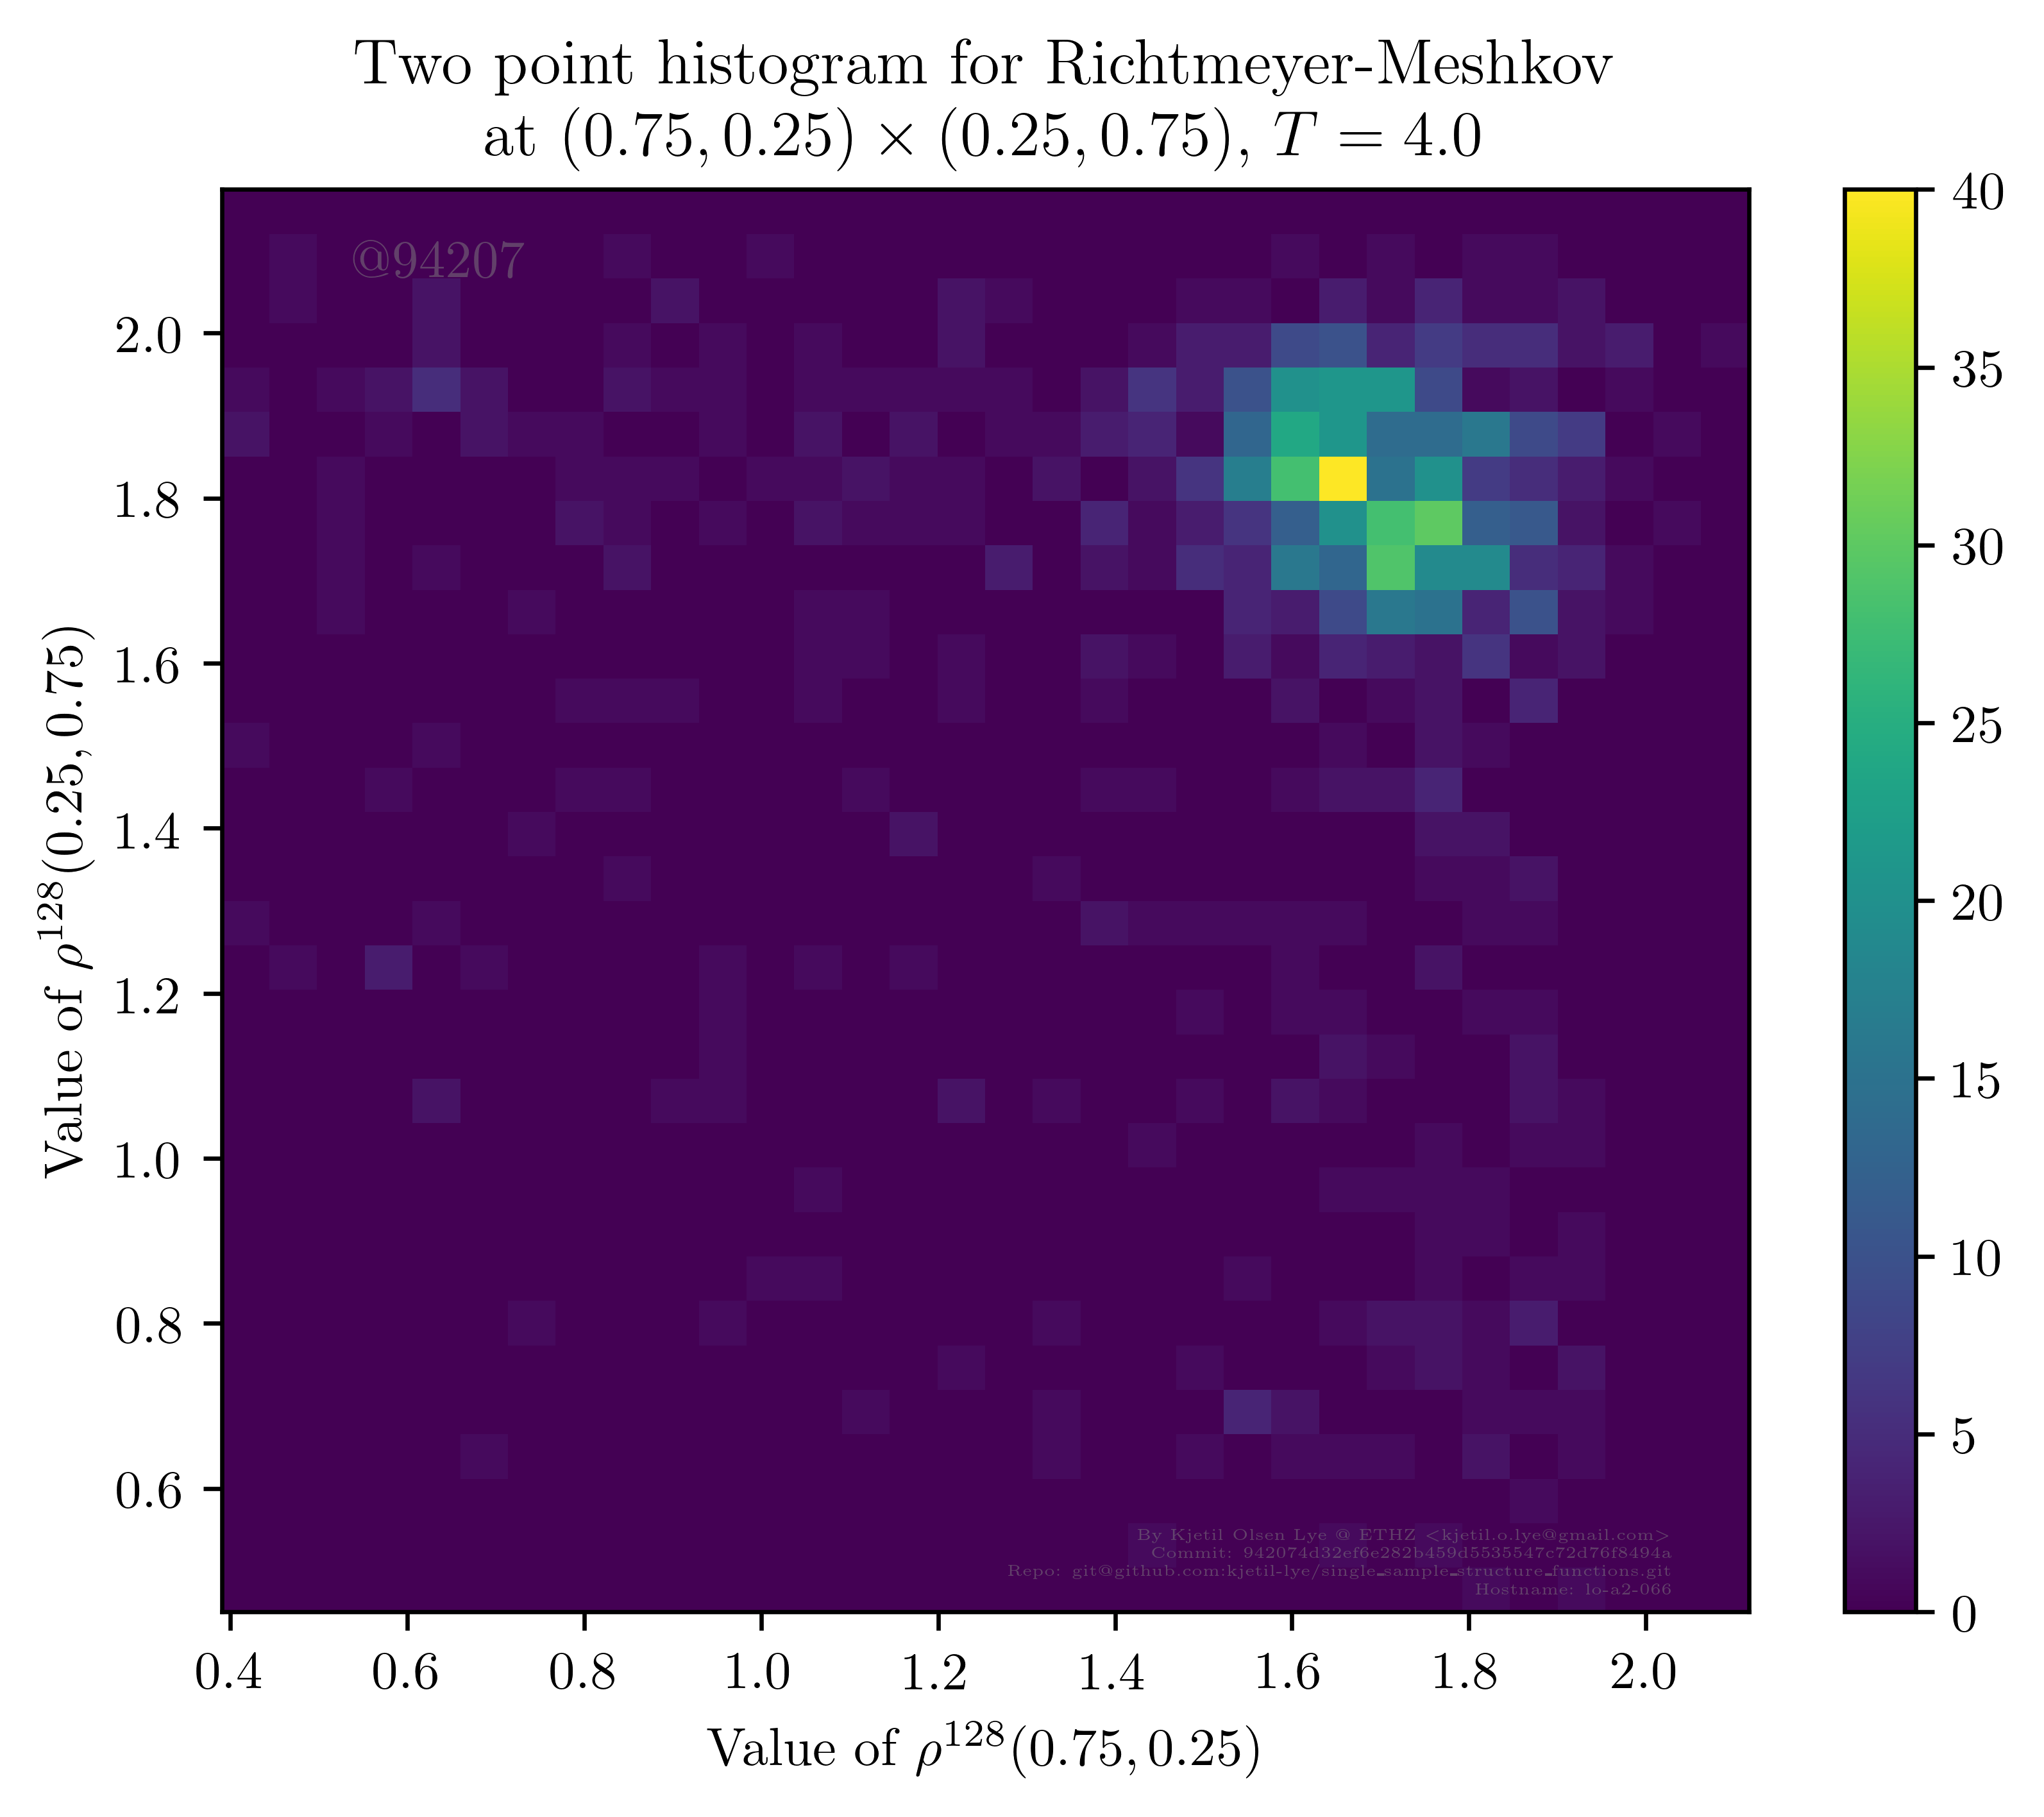 Two point histogram for Richtmeyer-Meshkov
at (0.75, 0.25) × (0.25, 0.75), T = 4.0
@94207
40
35
30
25
20
15
10
5
0
Value of ρ¹²⁸(0.25, 0.75)
2.0
1.8
1.6
1.4
1.2
1.0
0.8
0.6
By Kjetil Olsen Lye @ ETHZ <kjetil.o.lye@gmail.com>
Commit: 942074d32ef6e282b459d5535547c72d76f8494a
Repo: git@github.com:kjetil-lye/single_sample_structure_functions.git
Hostname: lo-a2-066
0.4 0.6 0.8 1.0 1.2 1.4 1.6 1.8 2.0
Value of ρ¹²⁸(0.75, 0.25)